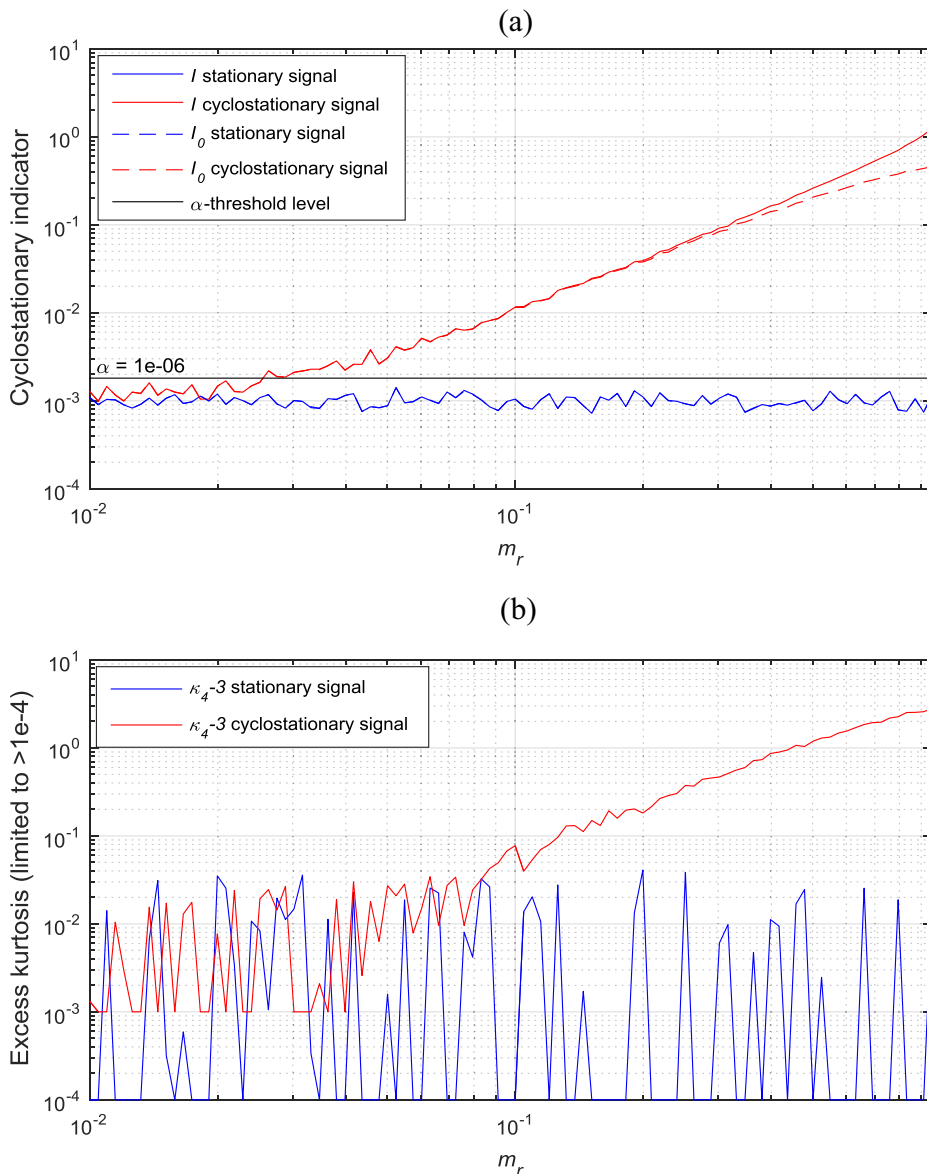 (a)
Cyclostationary indicator
10^1
10^0
10^-1
10^-2
10^-3
10^-4
I stationary signal
I cyclostationary signal
I_0 stationary signal
I_0 cyclostationary signal
α-threshold level
α = 1e-06
10^-2
10^-1
m_r
(b)
Excess kurtosis (limited to >1e-4)
10^1
10^0
10^-1
10^-2
10^-3
10^-4
κ_4-3 stationary signal
κ_4-3 cyclostationary signal
10^-2
10^-1
m_r